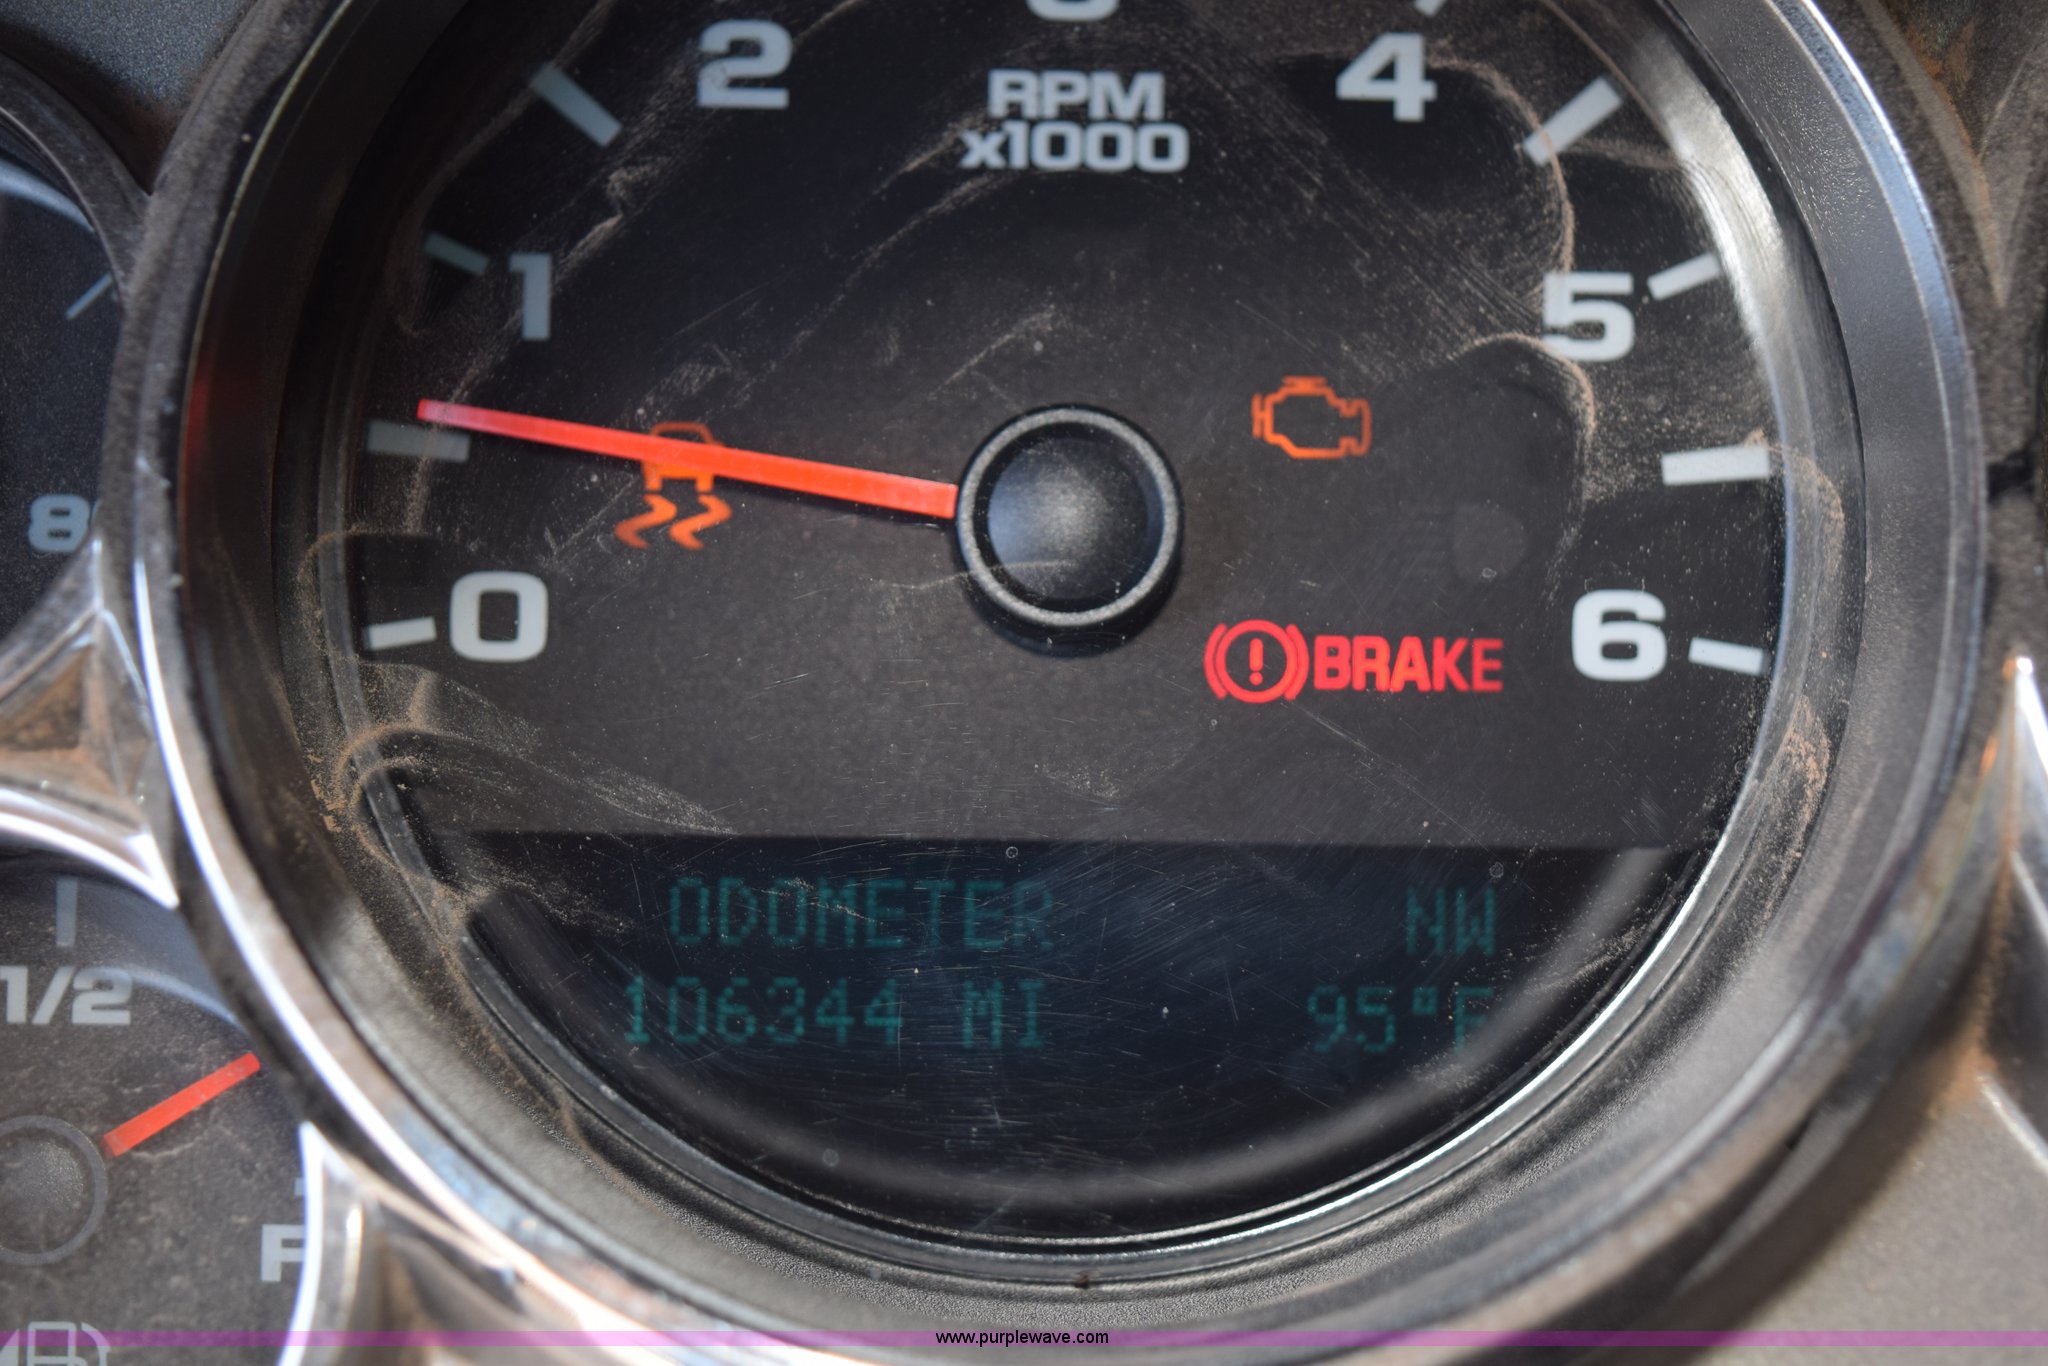 2
4
RPM
x1000
1
5
8
0
6
BRAKE
ODOMETER NW
106344 MI 95°F
1/2
F
www.purplewave.com